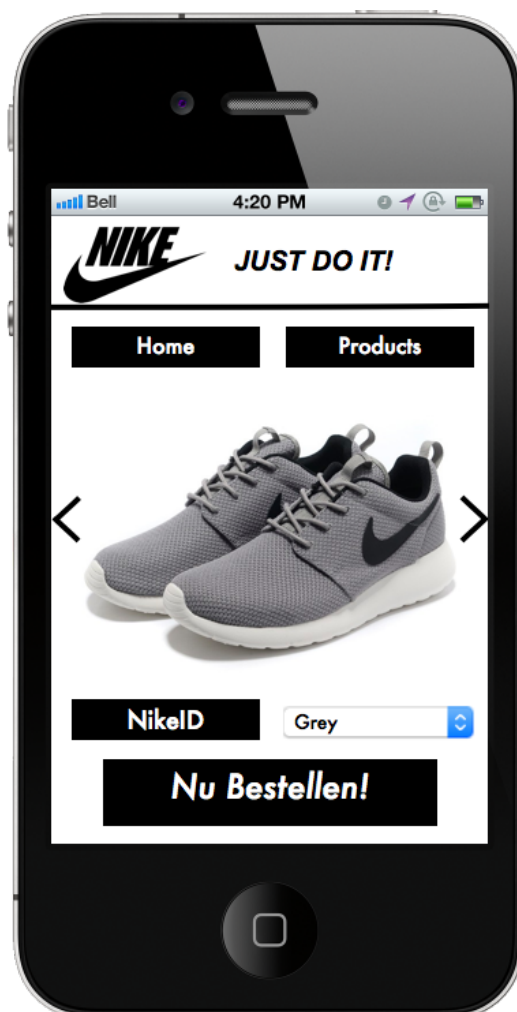 Bell 4:20 PM
NIKE
JUST DO IT!
Home Products
NikeID Grey
Nu Bestellen!